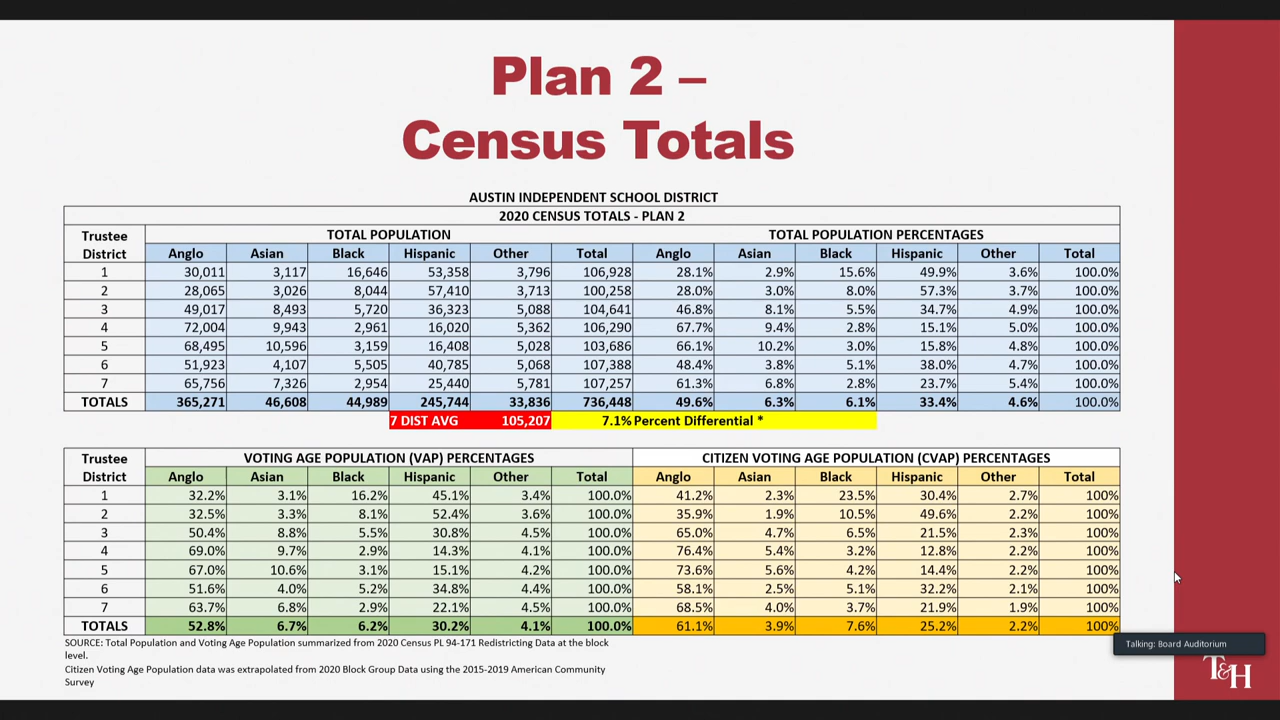 Plan 2 –
Census Totals
AUSTIN INDEPENDENT SCHOOL DISTRICT
2020 CENSUS TOTALS - PLAN 2
Trustee District TOTAL POPULATION TOTAL POPULATION PERCENTAGES
Anglo Asian Black Hispanic Other Total Anglo Asian Black Hispanic Other Total
1 30,011 3,117 16,646 53,358 3,796 106,928 28.1% 2.9% 15.6% 49.9% 3.6% 100.0%
2 28,065 3,026 8,044 57,410 3,713 100,258 28.0% 3.0% 8.0% 57.3% 3.7% 100.0%
3 49,017 8,493 5,720 36,323 5,088 104,641 46.8% 8.1% 5.5% 34.7% 4.9% 100.0%
4 72,004 9,943 2,961 16,020 5,362 106,290 67.7% 9.4% 2.8% 15.1% 5.0% 100.0%
5 68,495 10,596 3,159 16,408 5,028 103,686 66.1% 10.2% 3.0% 15.8% 4.8% 100.0%
6 51,923 4,107 5,505 40,785 5,068 107,388 48.4% 3.8% 5.1% 38.0% 4.7% 100.0%
7 65,756 7,326 2,954 25,440 5,781 107,257 61.3% 6.8% 2.8% 23.7% 5.4% 100.0%
TOTALS 365,271 46,608 44,989 245,744 33,836 736,448 49.6% 6.3% 6.1% 33.4% 4.6% 100.0%
7 DIST AVG 105,207 7.1% Percent Differential *
Trustee District VOTING AGE POPULATION (VAP) PERCENTAGES CITIZEN VOTING AGE POPULATION (CVAP) PERCENTAGES
Anglo Asian Black Hispanic Other Total Anglo Asian Black Hispanic Other Total
1 32.2% 3.1% 16.2% 45.1% 3.4% 100.0% 41.2% 2.3% 23.5% 30.4% 2.7% 100%
2 32.5% 3.3% 8.1% 52.4% 3.6% 100.0% 35.9% 1.9% 10.5% 49.6% 2.2% 100%
3 50.4% 8.8% 5.5% 30.8% 4.5% 100.0% 65.0% 4.7% 6.5% 21.5% 2.3% 100%
4 69.0% 9.7% 2.9% 14.3% 4.1% 100.0% 76.4% 5.4% 3.2% 12.8% 2.2% 100%
5 67.0% 10.6% 3.1% 15.1% 4.2% 100.0% 73.6% 5.6% 4.2% 14.4% 2.2% 100%
6 51.6% 4.0% 5.2% 34.8% 4.4% 100.0% 58.1% 2.5% 5.1% 32.2% 2.1% 100%
7 63.7% 6.8% 2.9% 22.1% 4.5% 100.0% 68.5% 4.0% 3.7% 21.9% 1.9% 100%
TOTALS 52.8% 6.7% 6.2% 30.2% 4.1% 100.0% 61.1% 3.9% 7.6% 25.2% 2.2% 100%
SOURCE: Total Population and Voting Age Population summarized from 2020 Census PL 94-171 Redistricting Data at the block
level.
Citizen Voting Age Population data was extrapolated from 2020 Block Group Data using the 2015-2019 American Community
Survey
Talking: Board Auditorium
T&H